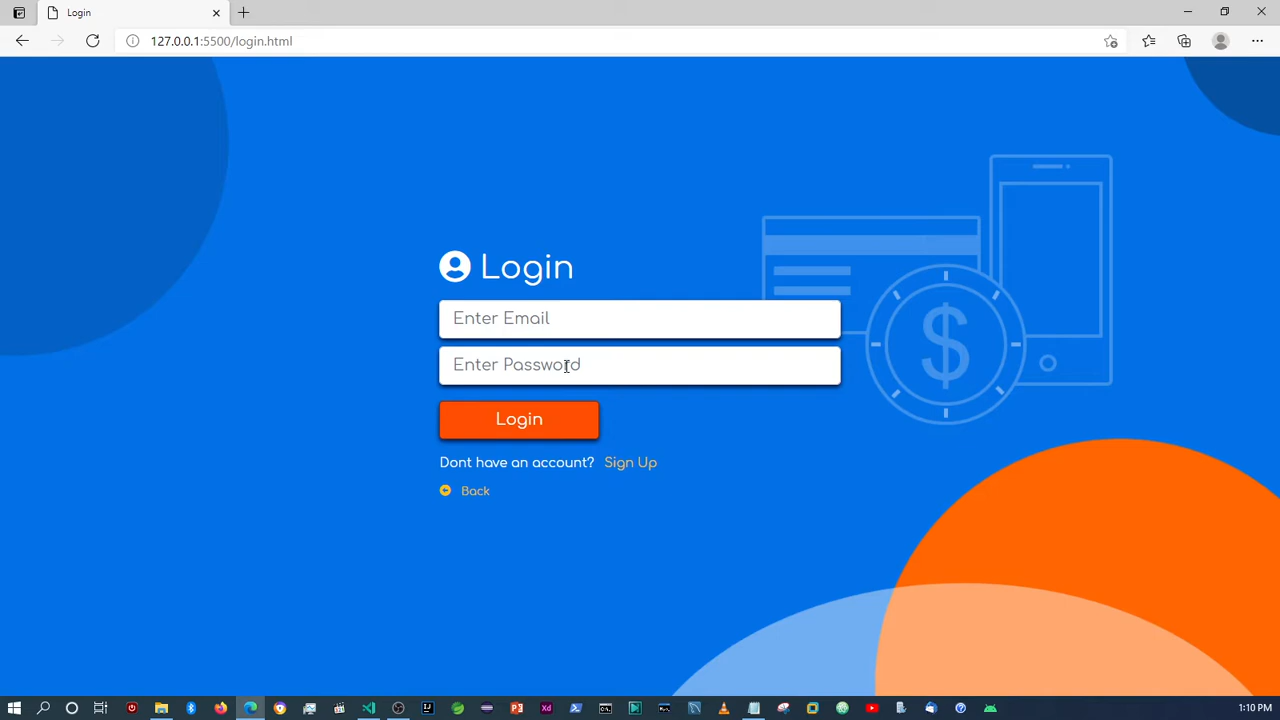 Login
127.0.0.1:5500/login.html
Login
Enter Email
Enter Password
$
Login
Dont have an account? Sign Up
Back
1:10 PM